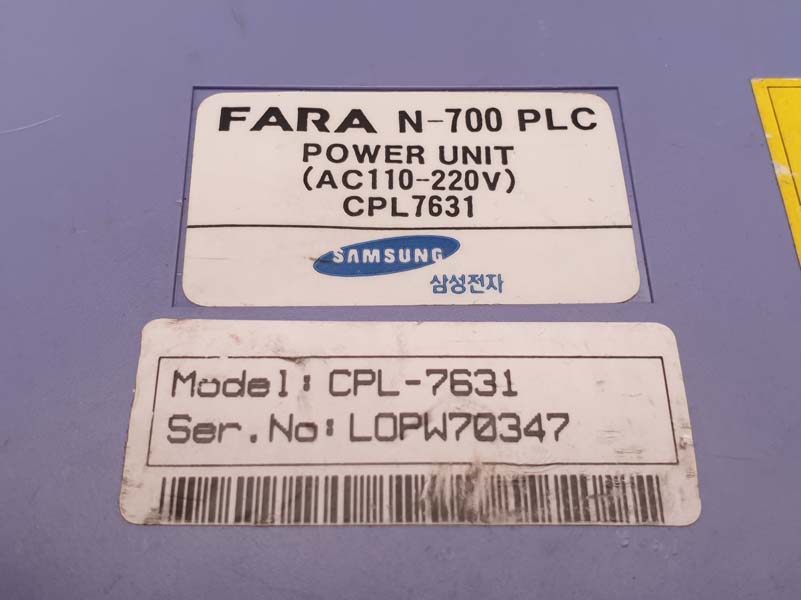 FARA N-700 PLC
POWER UNIT
(AC110-220V)
CPL7631
SAMSUNG
삼성전자
Model: CPL-7631
Ser.No: LOPW70347